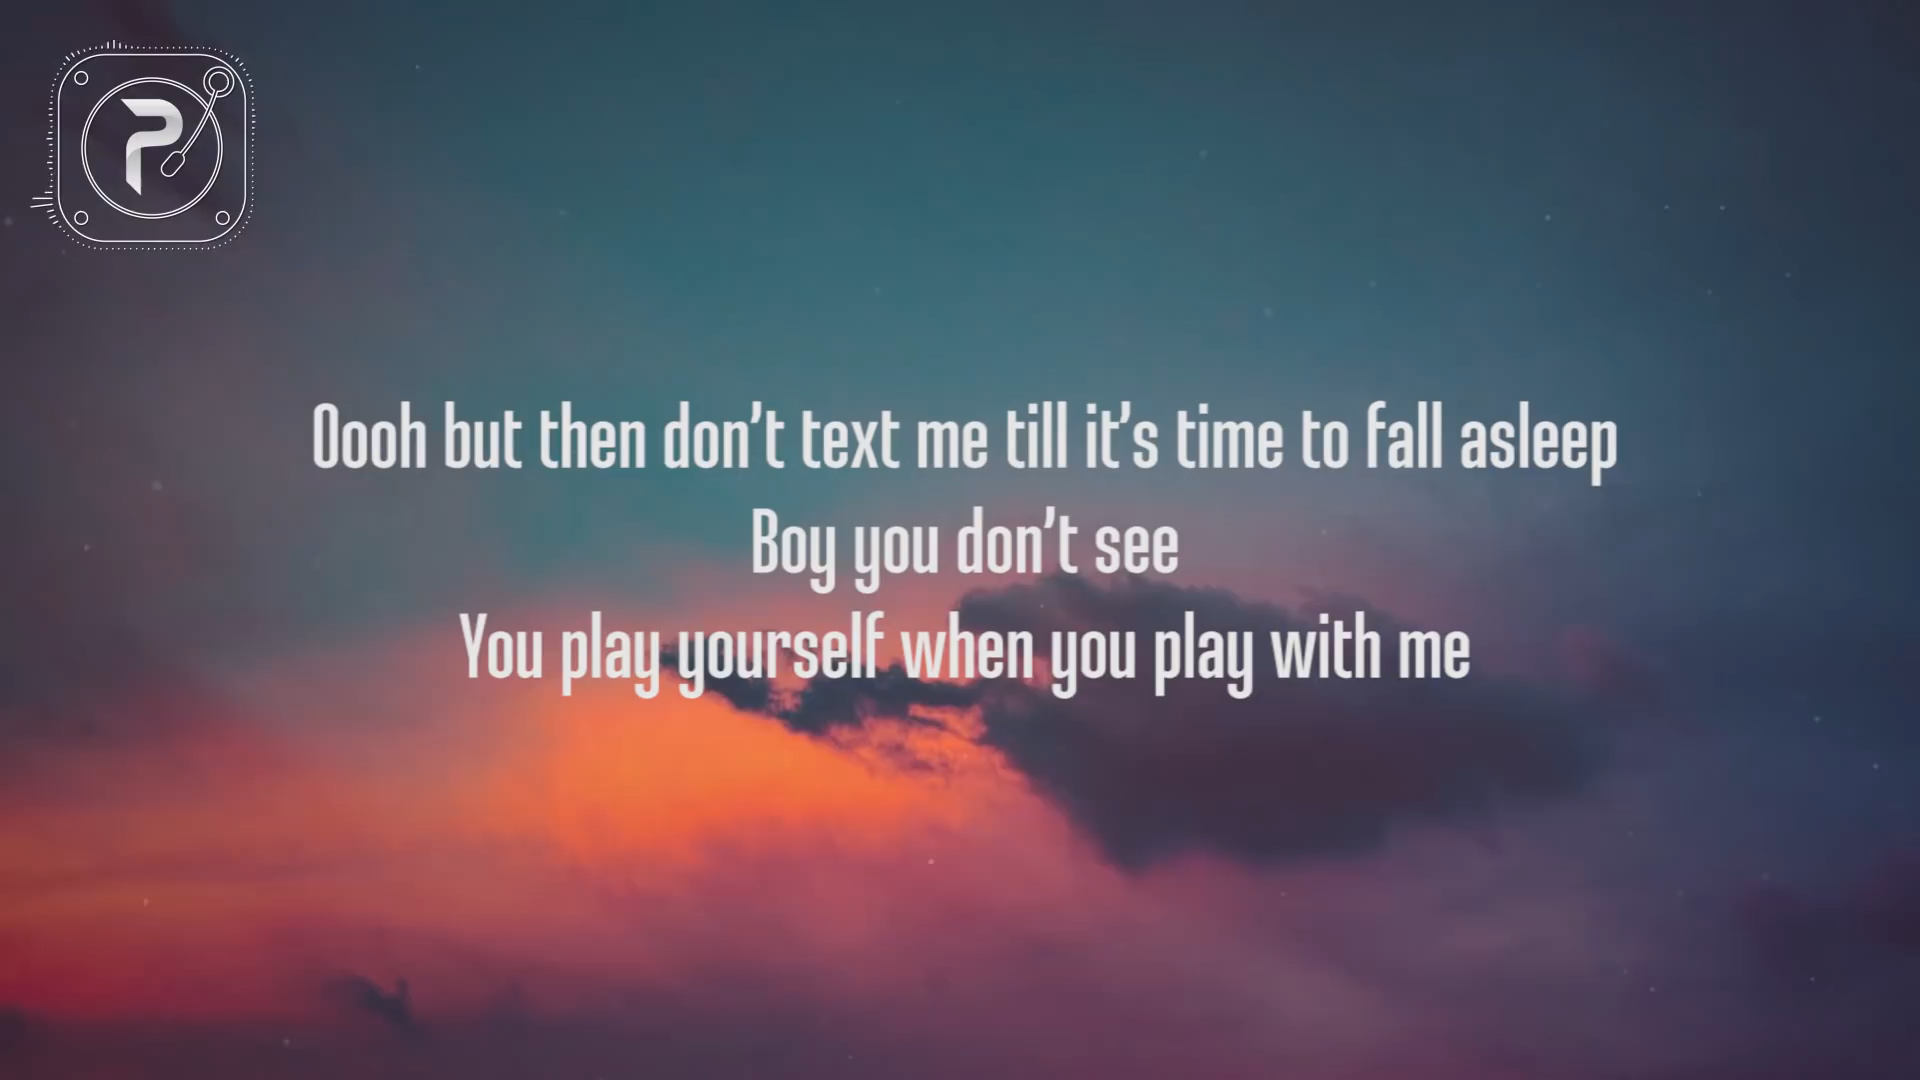 P
Oooh but then don't text me till it's time to fall asleep
Boy you don't see
You play yourself when you play with me